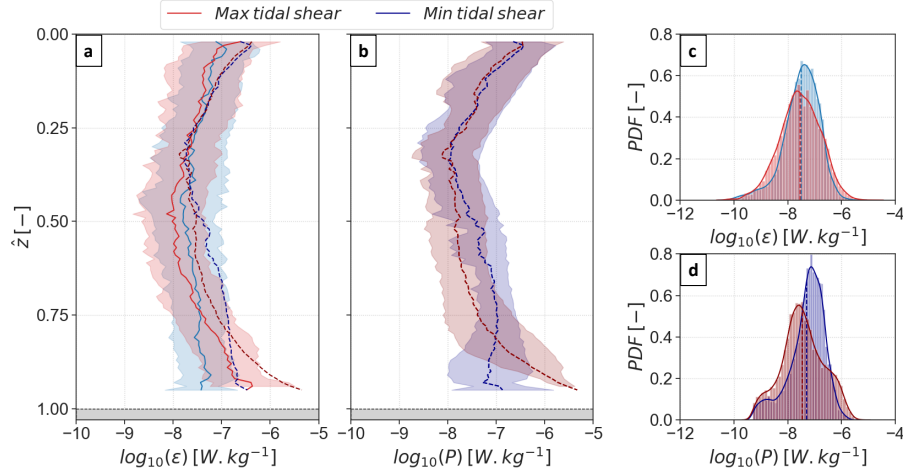 Max tidal shear
Min tidal shear
a
b
c
d
0.00
0.25
0.50
0.75
1.00
ẑ [−]
−10 −9 −8 −7 −6 −5
log₁₀(ε) [W.kg⁻¹]
−10 −9 −8 −7 −6 −5
log₁₀(P) [W.kg⁻¹]
0.8
0.6
0.4
0.2
0.0
PDF [−]
−12 −10 −8 −6 −4
log₁₀(ε) [W.kg⁻¹]
0.8
0.6
0.4
0.2
0.0
PDF [−]
−12 −10 −8 −6 −4
log₁₀(P) [W.kg⁻¹]